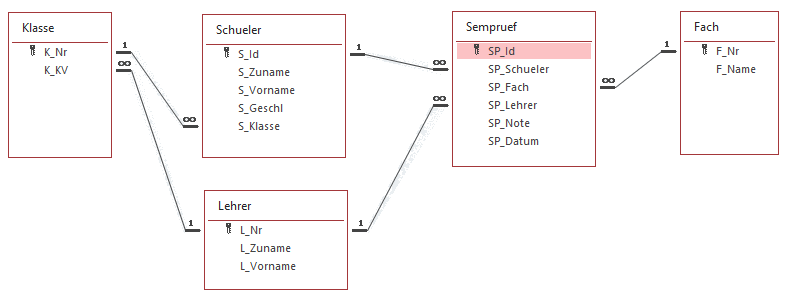 Klasse
K_Nr
K_KV
Schueler
S_Id
S_Zuname
S_Vorname
S_Geschl
S_Klasse
Sempruef
SP_Id
SP_Schueler
SP_Fach
SP_Lehrer
SP_Note
SP_Datum
Fach
F_Nr
F_Name
Lehrer
L_Nr
L_Zuname
L_Vorname
1
∞
∞
1
∞
∞
1
∞
1
1